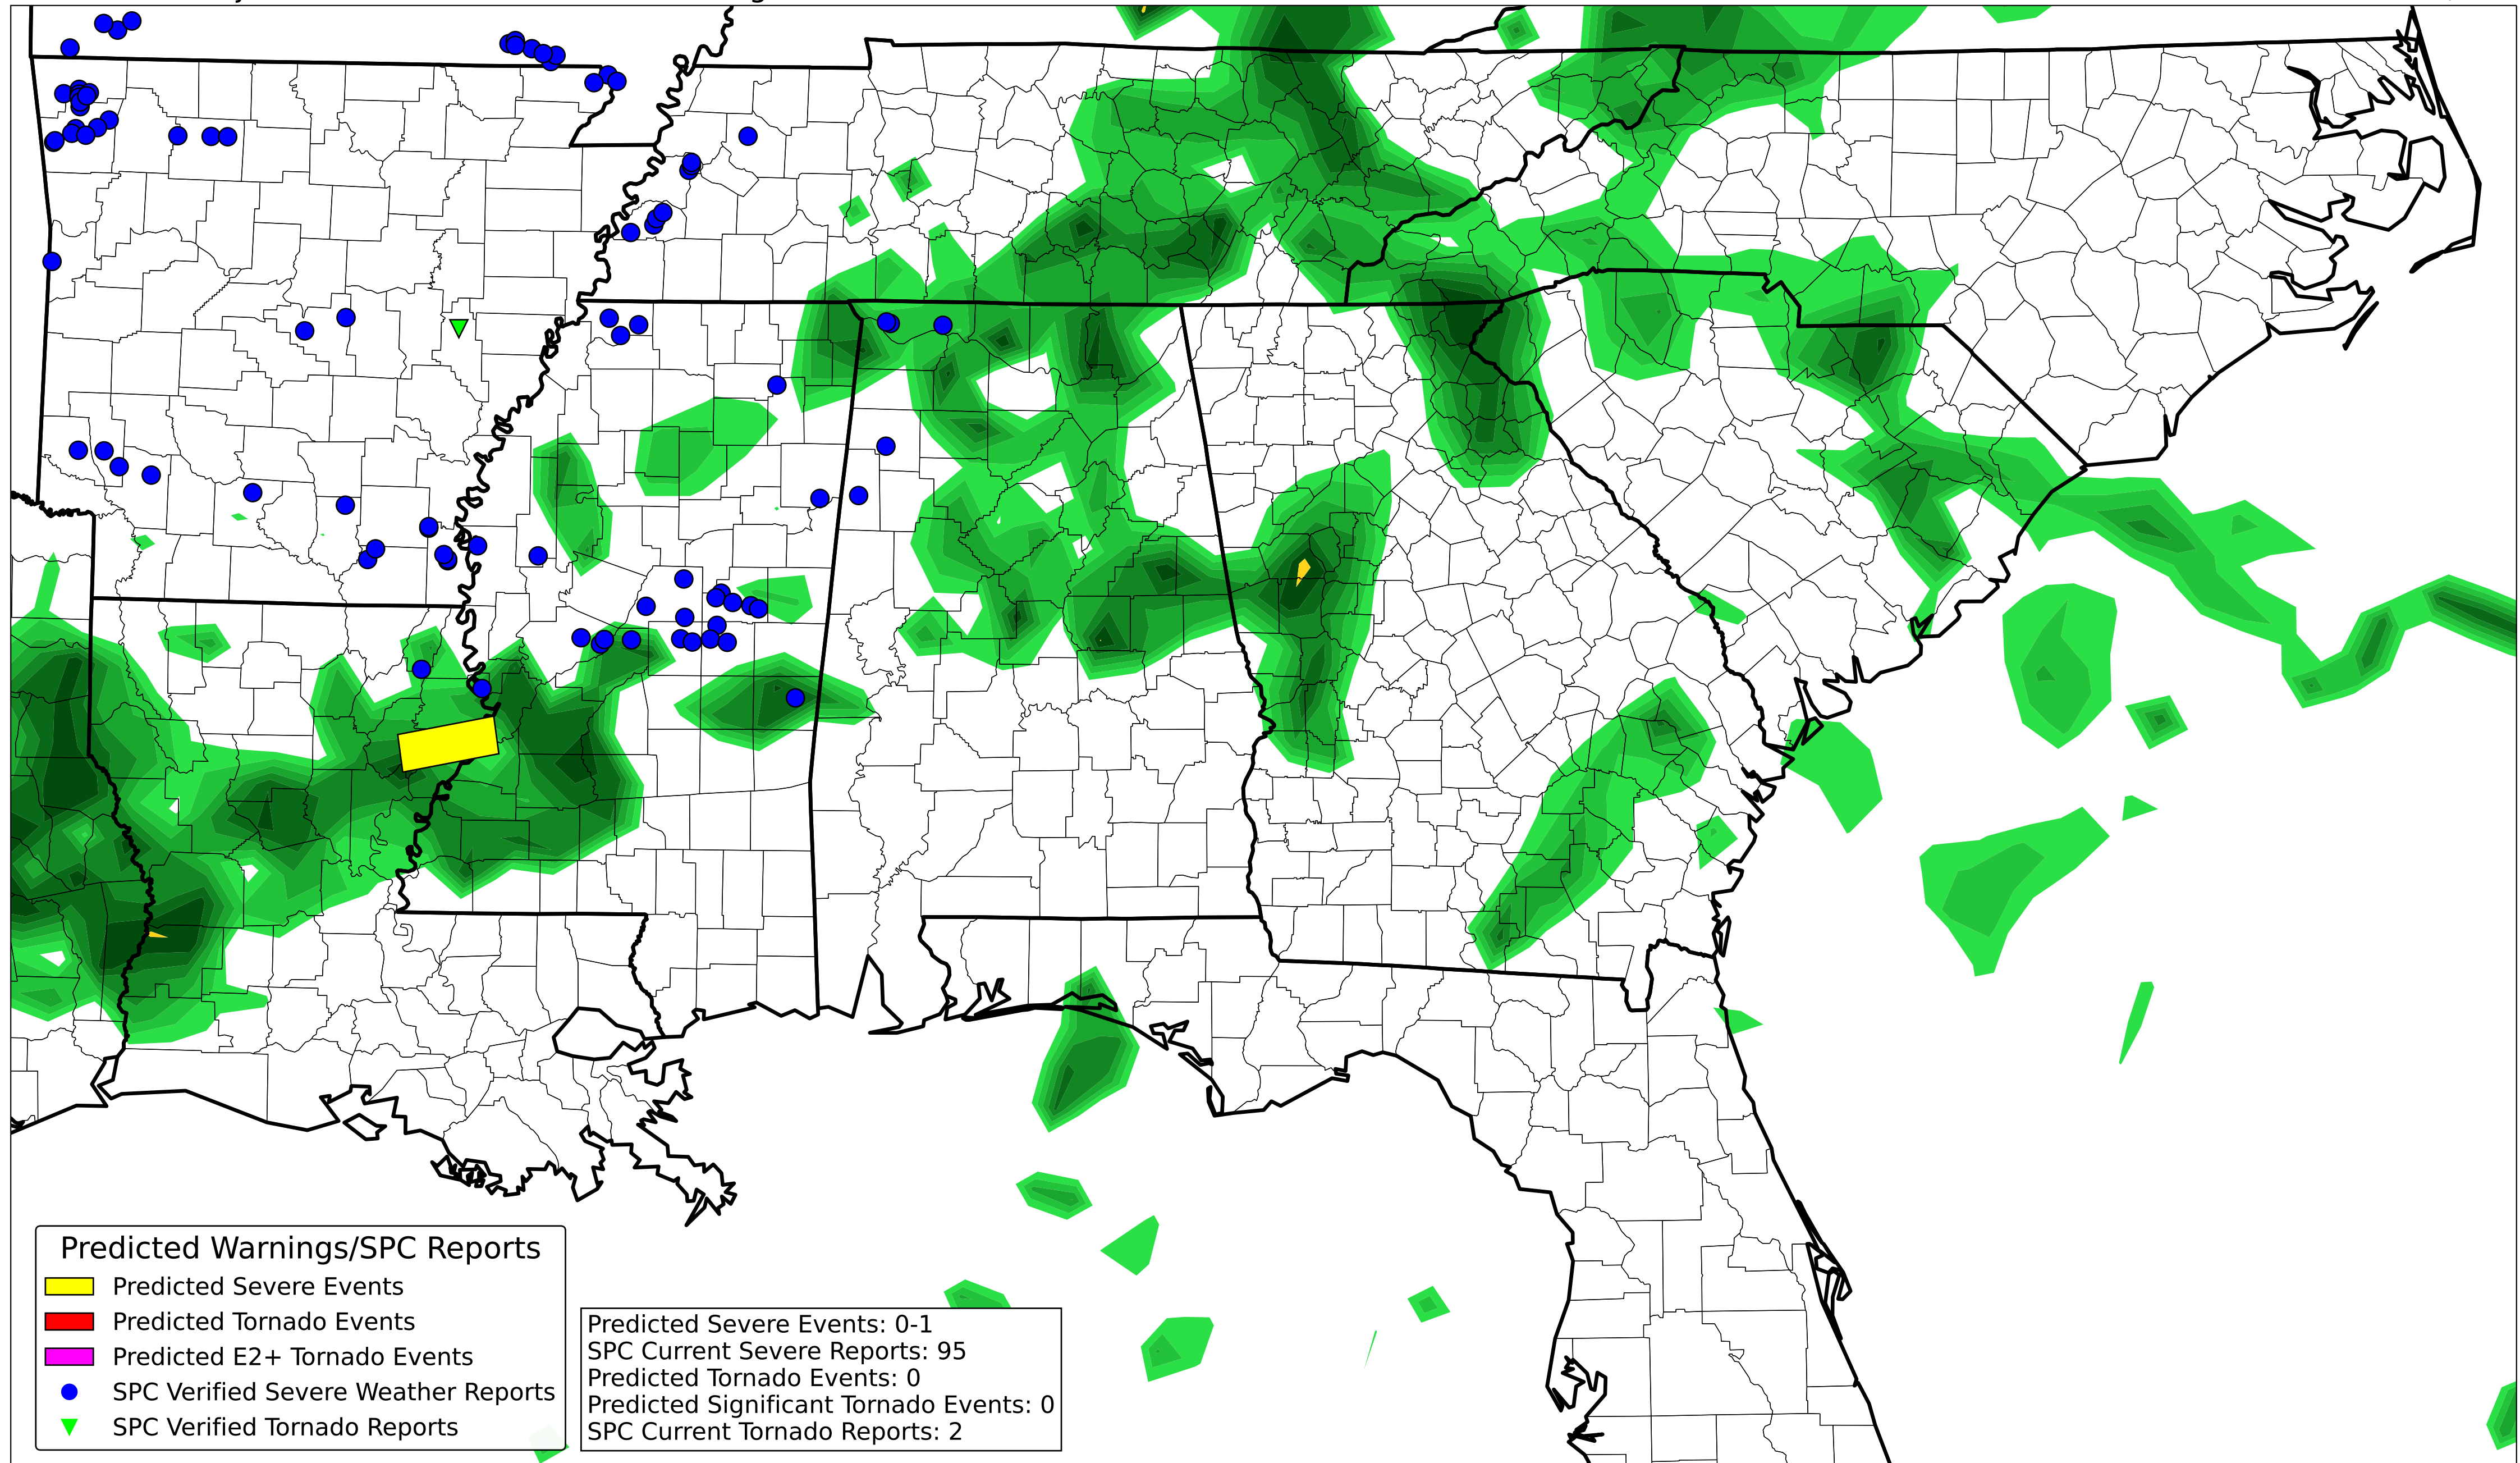 Predicted Warnings/SPC Reports
Predicted Severe Events
Predicted Tornado Events
Predicted E2+ Tornado Events
SPC Verified Severe Weather Reports
SPC Verified Tornado Reports
Predicted Severe Events: 0-1
SPC Current Severe Reports: 95
Predicted Tornado Events: 0
Predicted Significant Tornado Events: 0
SPC Current Tornado Reports: 2